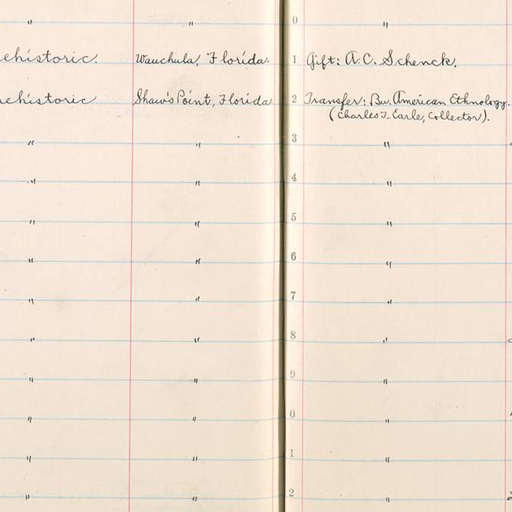 " " 0 "
ehistoric. Wauchula, Florida. 1 Gift: A.C. Schenck.
ehistoric Shaw's Point, Florida 2 Transfer: Bu. American Ethnology.
(Charles T. Earle, Collector).
" " 3 "
" " 4 "
" " 5 "
" " 6 "
" " 7 "
" " 8 "
" " 9 "
" " 0 "
" " 1 "
" " 2 "